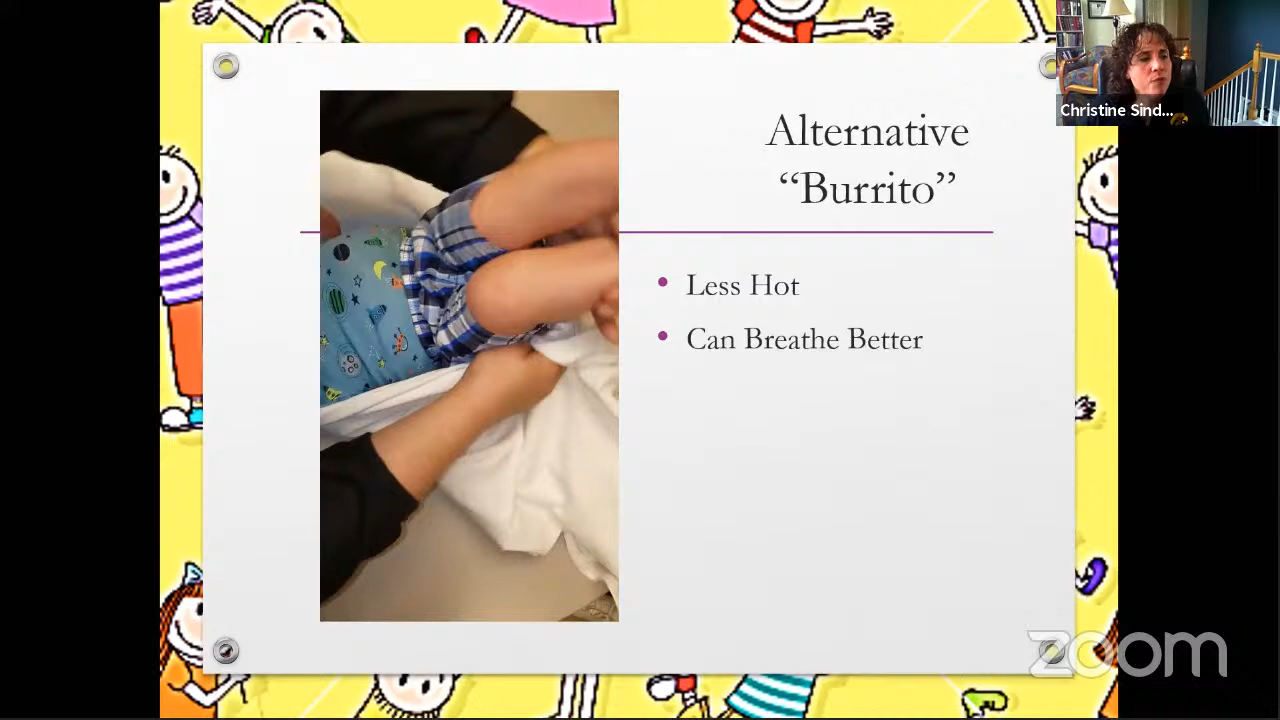 Christine Sind...
Alternative
“Burrito”
• Less Hot
• Can Breathe Better
zoom